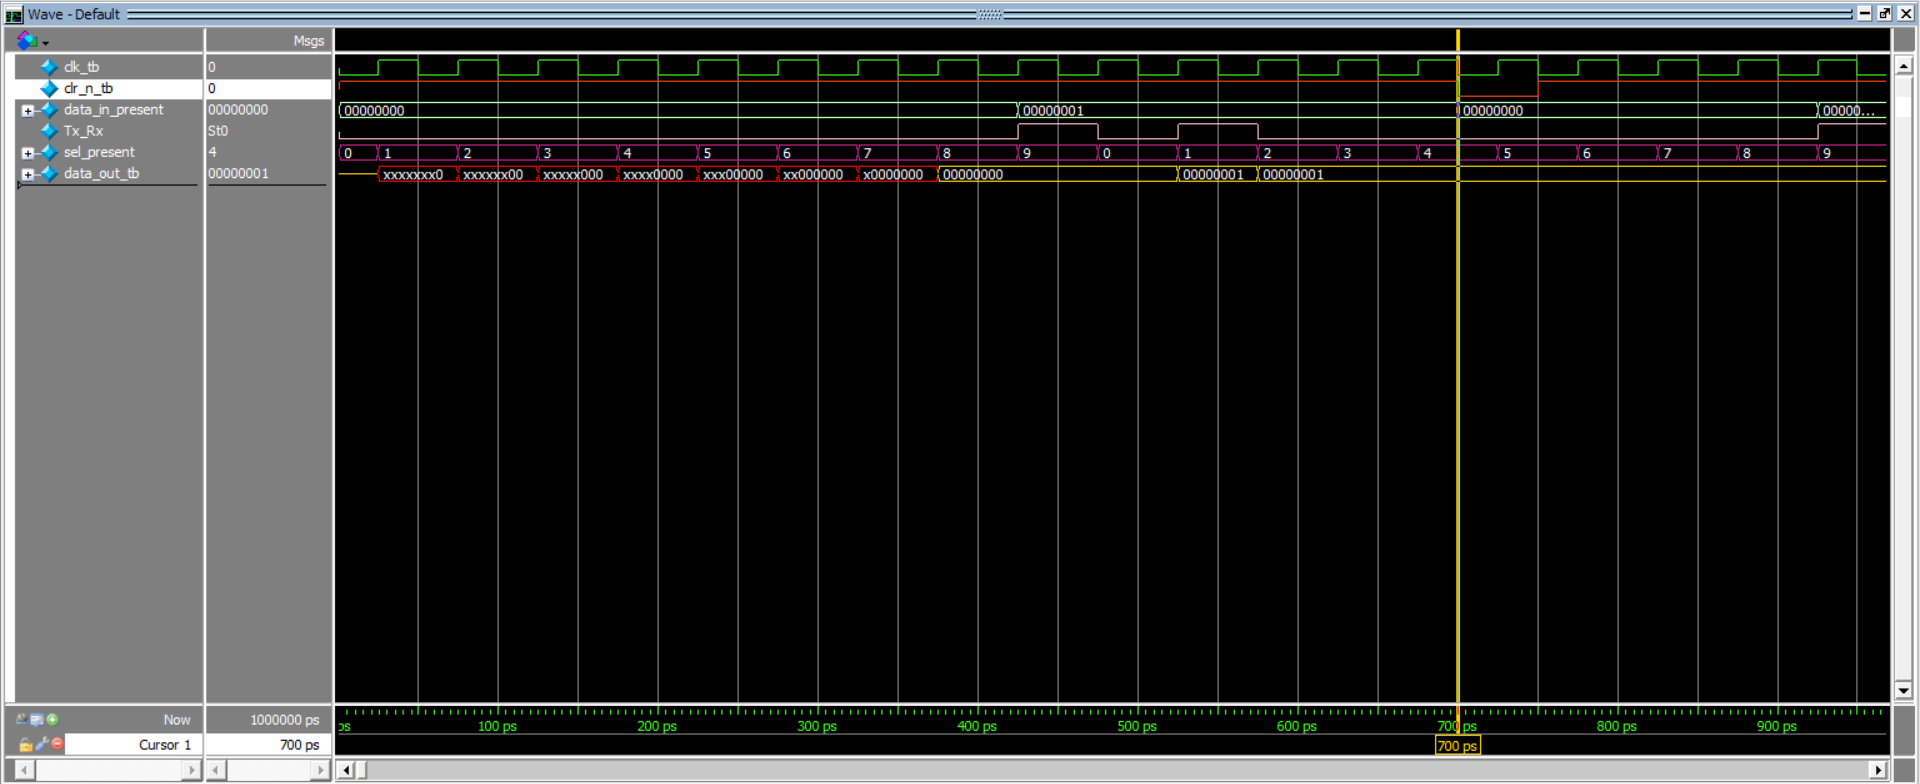 Wave - Default
Msgs
clk_tb 0
clr_n_tb 0
data_in_present 00000000 00000000 00000001 00000000 00000...
Tx_Rx St0
sel_present 4 0 1 2 3 4 5 6 7 8 9 0 1 2 3 4 5 6 7 8 9
data_out_tb 00000001 xxxxxxx0 xxxxxx00 xxxxx000 xxxx0000 xxx00000 xx000000 x0000000 00000000 00000001 00000001
Now 1000000 ps ps 100 ps 200 ps 300 ps 400 ps 500 ps 600 ps 700 ps 800 ps 900 ps
Cursor 1 700 ps 700 ps